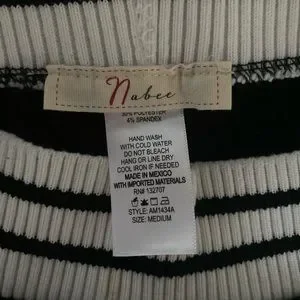 Nubee
30% POLYESTER
4% SPANDEX
HAND WASH
WITH COLD WATER
DO NOT BLEACH
HANG OR LINE DRY
COOL IRON IF NEEDED
MADE IN MEXICO
WITH IMPORTED MATERIALS
RN# 132707
STYLE: AM1434A
SIZE: MEDIUM